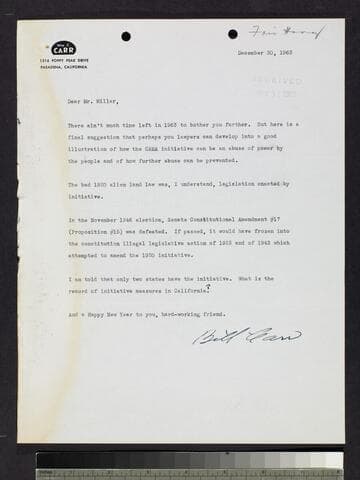 CARR
1316 POPPY PEAK DRIVE
PASADENA, CALIFORNIA
December 30, 1963
RECEIVED
Dear Mr. Miller,
There ain't much time left in 1963 to bother you further. But here is a
final suggestion that perhaps you lawyers can develop into a good
illustration of how the CREA initiative can be an abuse of power by
the people and of how further abuse can be prevented.
The bad 1920 alien land law was, I understand, legislation enacted by
initiative.
In the November 1946 election, Senate Constitutional Amendment #17
(Proposition #15) was defeated. If passed, it would have frozen into
the constitution illegal legislative action of 1923 and of 1943 which
attempted to amend the 1920 initiative.
I am told that only two states have the initiative. What is the
record of initiative measures in California?
And a Happy New Year to you, hard-working friend.
Bill Carr